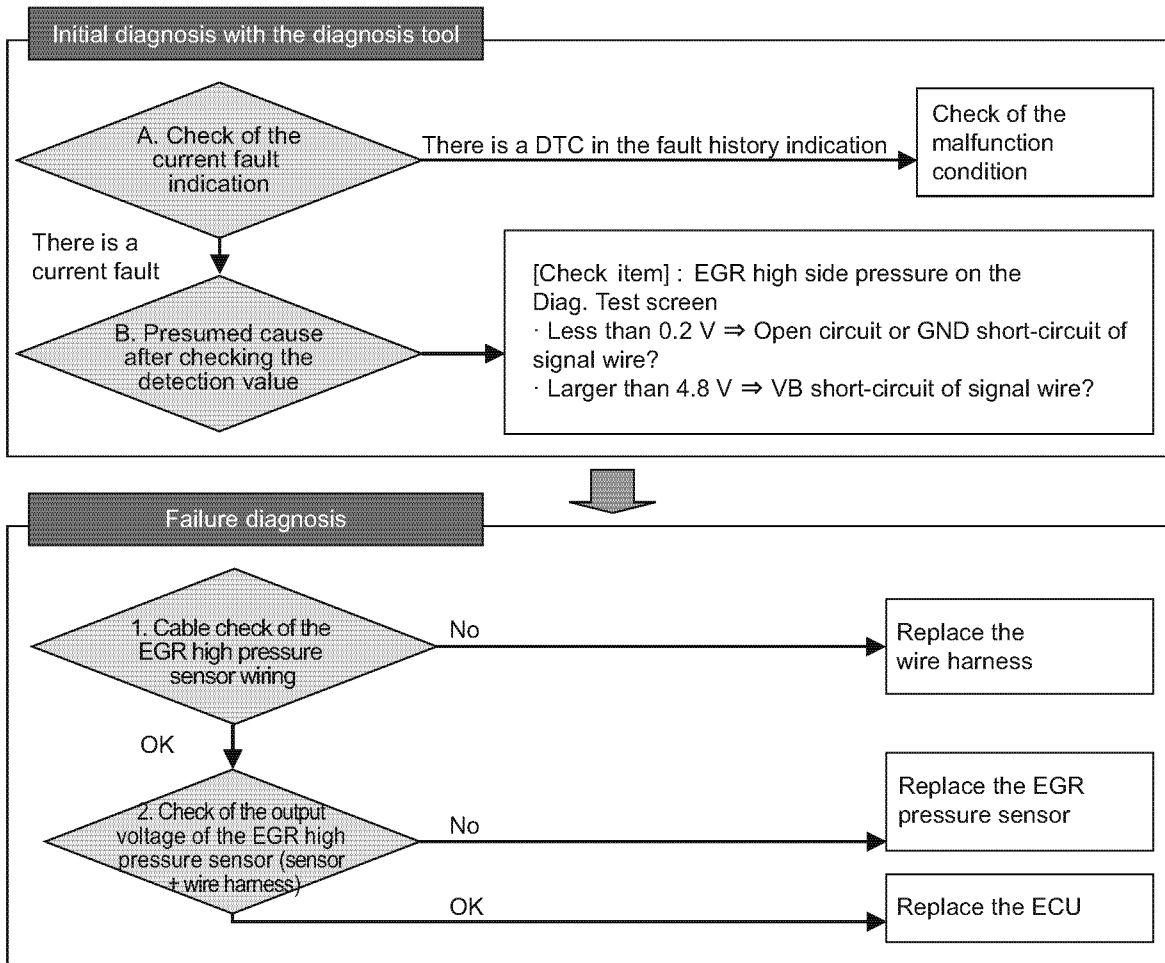 Initial diagnosis with the diagnosis tool
A. Check of the
current fault
indication
There is a DTC in the fault history indication
Check of the
malfunction
condition
There is a
current fault
B. Presumed cause
after checking the
detection value
[Check item] : EGR high side pressure on the
Diag. Test screen
· Less than 0.2 V ⇒ Open circuit or GND short-circuit of
signal wire?
· Larger than 4.8 V ⇒ VB short-circuit of signal wire?
Failure diagnosis
1. Cable check of the
EGR high pressure
sensor wiring
No
Replace the
wire harness
OK
2. Check of the output
voltage of the EGR high
pressure sensor (sensor
+ wire harness)
No
Replace the EGR
pressure sensor
OK
Replace the ECU